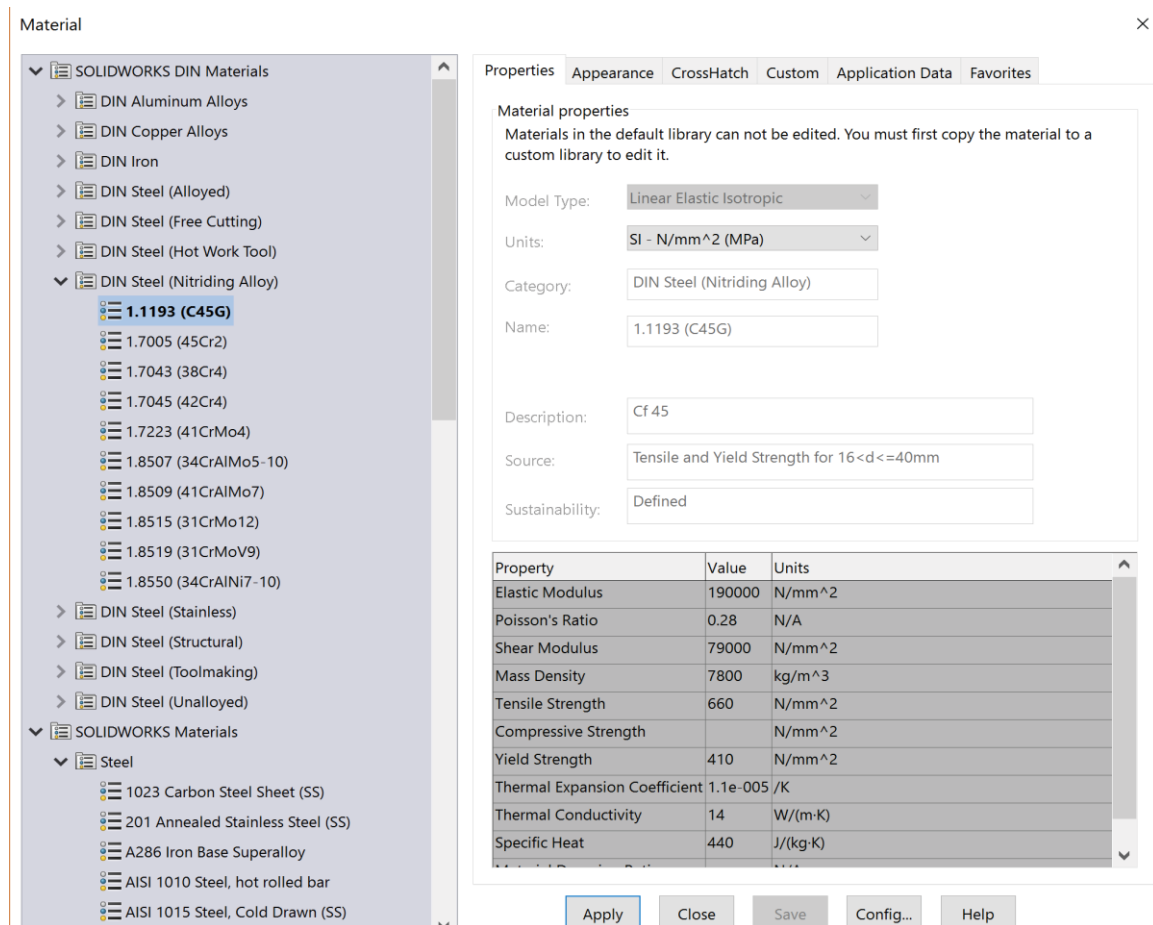 Material
SOLIDWORKS DIN Materials
DIN Aluminum Alloys
DIN Copper Alloys
DIN Iron
DIN Steel (Alloyed)
DIN Steel (Free Cutting)
DIN Steel (Hot Work Tool)
DIN Steel (Nitriding Alloy)
1.1193 (C45G)
1.7005 (45Cr2)
1.7043 (38Cr4)
1.7045 (42Cr4)
1.7223 (41CrMo4)
1.8507 (34CrAlMo5-10)
1.8509 (41CrAlMo7)
1.8515 (31CrMo12)
1.8519 (31CrMoV9)
1.8550 (34CrAlNi7-10)
DIN Steel (Stainless)
DIN Steel (Structural)
DIN Steel (Toolmaking)
DIN Steel (Unalloyed)
SOLIDWORKS Materials
Steel
1023 Carbon Steel Sheet (SS)
201 Annealed Stainless Steel (SS)
A286 Iron Base Superalloy
AISI 1010 Steel, hot rolled bar
AISI 1015 Steel, Cold Drawn (SS)
Properties Appearance CrossHatch Custom Application Data Favorites
Material properties
Materials in the default library can not be edited. You must first copy the material to a
custom library to edit it.
Model Type: Linear Elastic Isotropic
Units: SI - N/mm^2 (MPa)
Category: DIN Steel (Nitriding Alloy)
Name: 1.1193 (C45G)
Description: Cf 45
Source: Tensile and Yield Strength for 16<d<=40mm
Sustainability: Defined
Property Value Units
Elastic Modulus 190000 N/mm^2
Poisson's Ratio 0.28 N/A
Shear Modulus 79000 N/mm^2
Mass Density 7800 kg/m^3
Tensile Strength 660 N/mm^2
Compressive Strength N/mm^2
Yield Strength 410 N/mm^2
Thermal Expansion Coefficient 1.1e-005 /K
Thermal Conductivity 14 W/(m·K)
Specific Heat 440 J/(kg·K)
Apply Close Save Config... Help